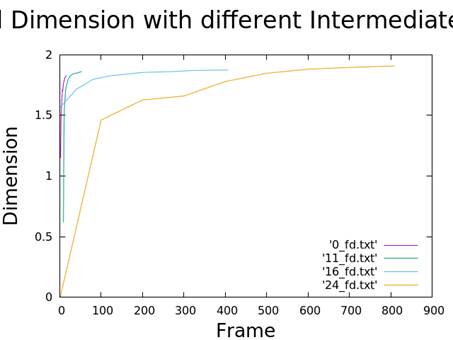 Dimension with different Intermediate
2
1.5
1
0.5
0
0 100 200 300 400 500 600 700 800 900
Dimension
Frame
'0_fd.txt'
'11_fd.txt'
'16_fd.txt'
'24_fd.txt'